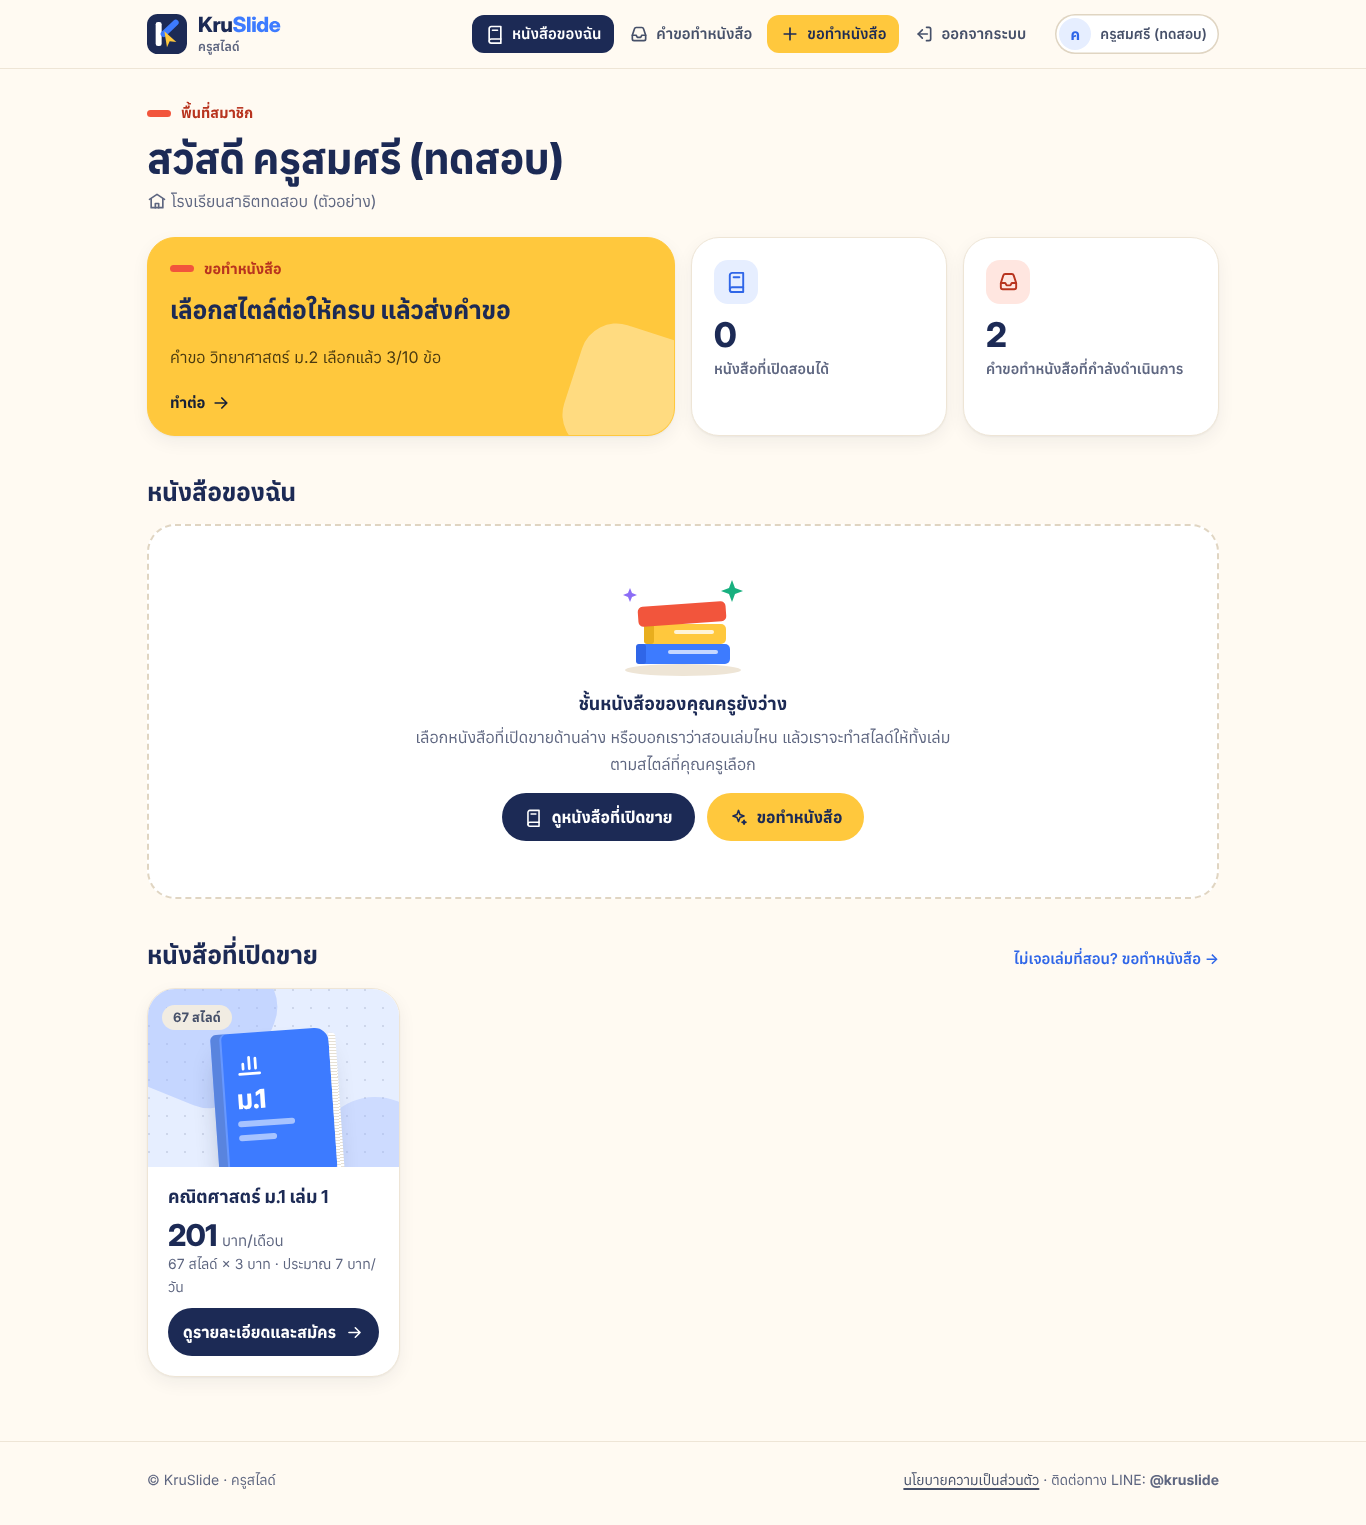 KruSlide
ครูสไลด์
หนังสือของฉัน
คำขอทำหนังสือ
ขอทำหนังสือ
ออกจากระบบ
ค
ครูสมศรี (ทดสอบ)
พื้นที่สมาชิก
สวัสดี ครูสมศรี (ทดสอบ)
โรงเรียนสาธิตทดสอบ (ตัวอย่าง)
ขอทำหนังสือ
เลือกสไตล์ต่อให้ครบ แล้วส่งคำขอ
คำขอ วิทยาศาสตร์ ม.2 เลือกแล้ว 3/10 ข้อ
ทำต่อ →
0
หนังสือที่เปิดสอนได้
2
คำขอทำหนังสือที่กำลังดำเนินการ
หนังสือของฉัน
ชั้นหนังสือของคุณครูยังว่าง
เลือกหนังสือที่เปิดขายด้านล่าง หรือบอกเราว่าสอนเล่มไหน แล้วเราจะทำสไลด์ให้ทั้งเล่ม
ตามสไตล์ที่คุณครูเลือก
ดูหนังสือที่เปิดขาย
ขอทำหนังสือ
หนังสือที่เปิดขาย
ไม่เจอเล่มที่สอน? ขอทำหนังสือ →
67 สไลด์
ม.1
คณิตศาสตร์ ม.1 เล่ม 1
201 บาท/เดือน
67 สไลด์ × 3 บาท · ประมาณ 7 บาท/
วัน
ดูรายละเอียดและสมัคร →
© KruSlide · ครูสไลด์
นโยบายความเป็นส่วนตัว · ติดต่อทาง LINE: @kruslide